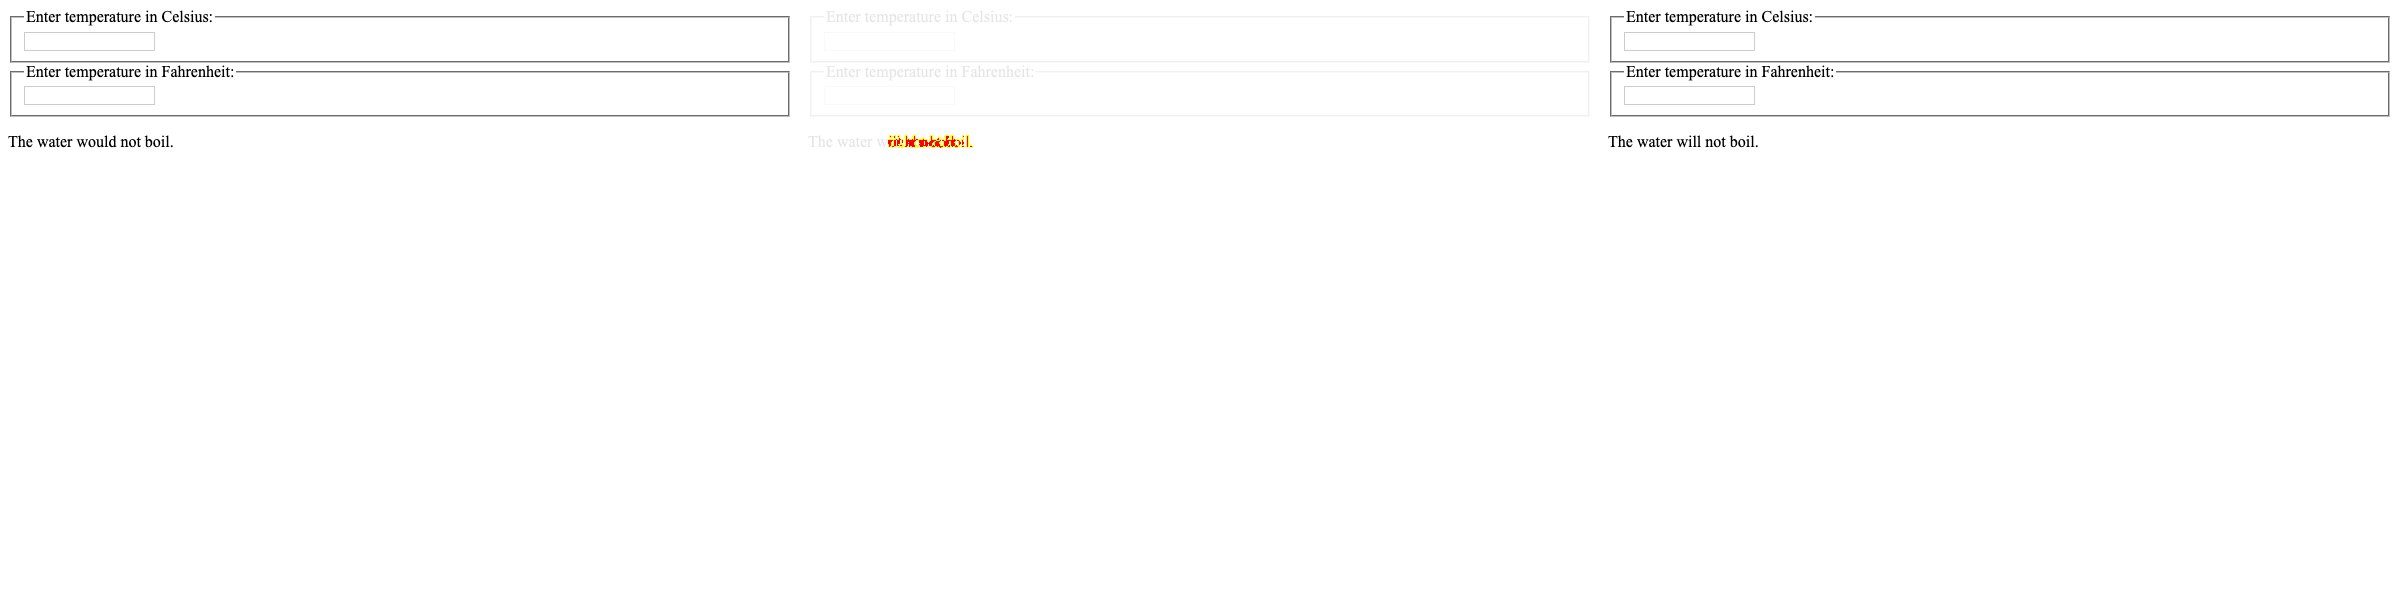 Enter temperature in Celsius:
Enter temperature in Fahrenheit:
The water would not boil.
Enter temperature in Celsius:
Enter temperature in Fahrenheit:
The water
Enter temperature in Celsius:
Enter temperature in Fahrenheit:
The water will not boil.